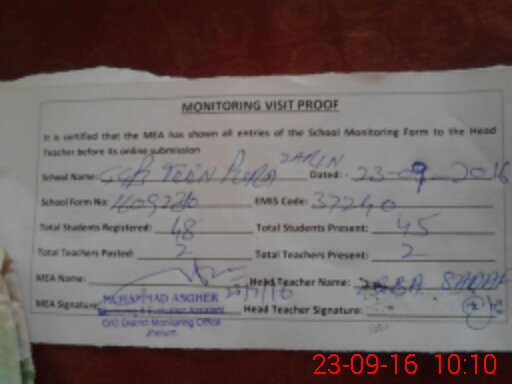 MONITORING VISIT PROOF
It is certified that the MEA has shown all entries of the School Monitoring Form to the Head
Teacher before its online submission
School Name: Dated:- 23-09-2016
School Form No: EMIS Code: 37240
Total Students Registered: 48 Total Students Present: 45
Total Teachers Posted: 2 Total Teachers Present: 2
MEA Name: Head Teacher Name:
MEA Signature: MUHAMMAD ASGHER Head Teacher Signature:
Monitoring & Evaluation Assistant
O/O District Monitoring Office
Jhelum
23-09-16 10:10